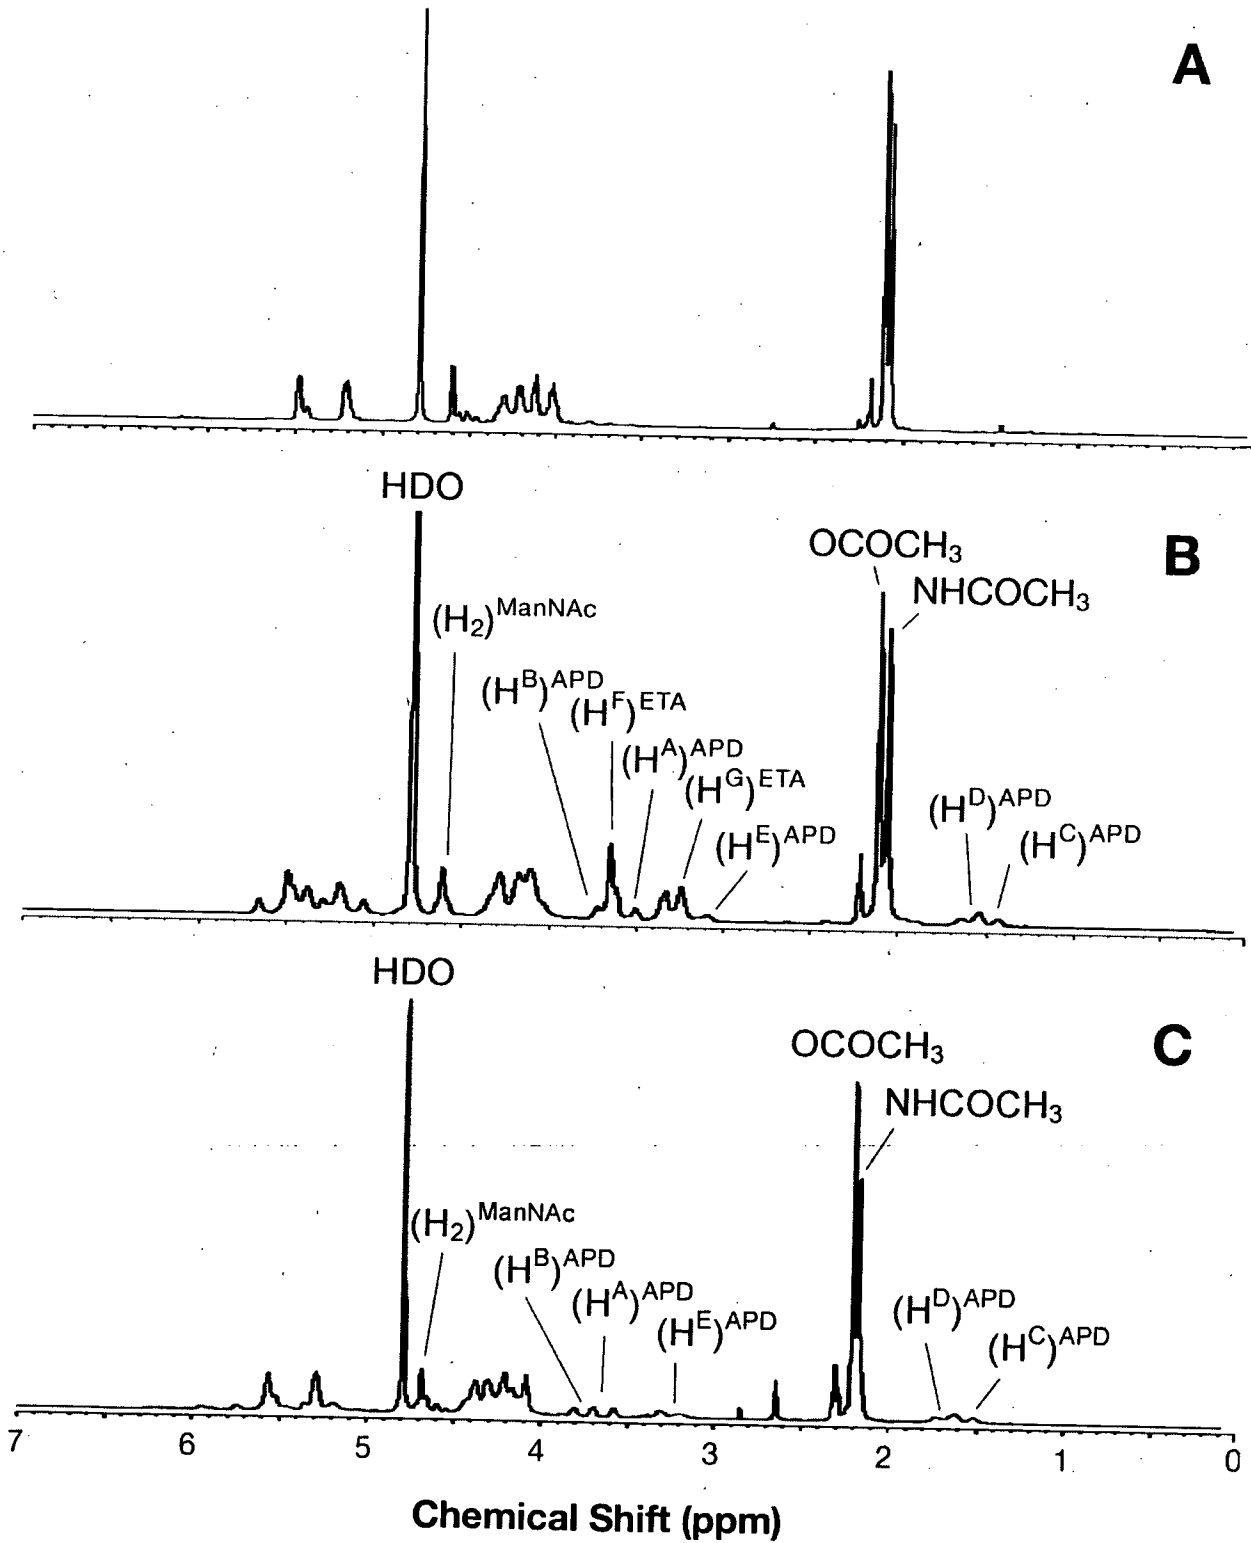 A
HDO
B
OCOCH₃
NHCOCH₃
(H₂)ᴹᵃⁿᴺᴬᶜ
(Hᴮ)ᴬᴾᴰ
(Hᶠ)ᴱᵀᴬ
(Hᴬ)ᴬᴾᴰ
(Hᴳ)ᴱᵀᴬ
(Hᴱ)ᴬᴾᴰ
(Hᴰ)ᴬᴾᴰ
(Hᶜ)ᴬᴾᴰ
HDO
C
OCOCH₃
NHCOCH₃
(H₂)ᴹᵃⁿᴺᴬᶜ
(Hᴮ)ᴬᴾᴰ
(Hᴬ)ᴬᴾᴰ
(Hᴱ)ᴬᴾᴰ
(Hᴰ)ᴬᴾᴰ
(Hᶜ)ᴬᴾᴰ
7 6 5 4 3 2 1 0
Chemical Shift (ppm)